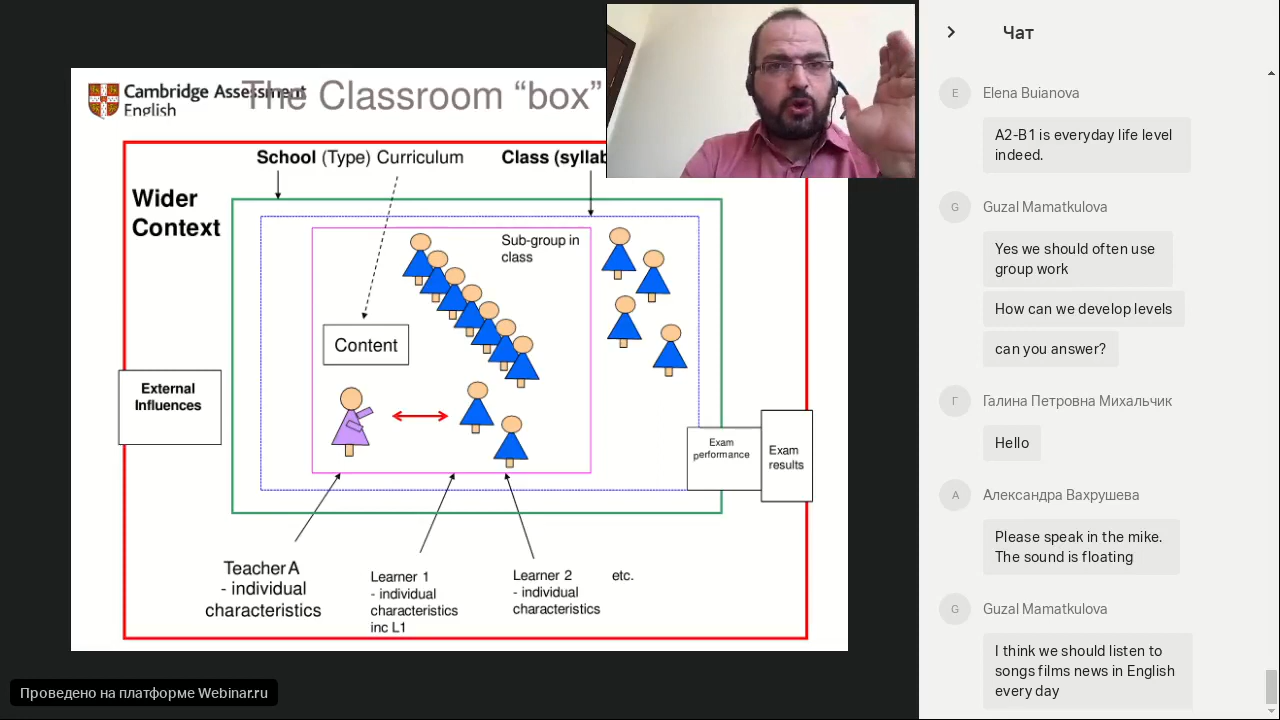 Cambridge Assessment
English
The Classroom “box”
School (Type) Curriculum
Class (syllab
Wider
Context
Sub-group in
class
Content
External
Influences
Exam
performance
Exam
results
Teacher A
- individual
characteristics
Learner 1
- individual
characteristics
inc L1
Learner 2
- individual
characteristics
etc.
Проведено на платформе Webinar.ru
Чат
E
Elena Buianova
A2-B1 is everyday life level
indeed.
G
Guzal Mamatkulova
Yes we should often use
group work
How can we develop levels
can you answer?
Г
Галина Петровна Михальчик
Hello
А
Александра Вахрушева
Please speak in the mike.
The sound is floating
G
Guzal Mamatkulova
I think we should listen to
songs films news in English
every day